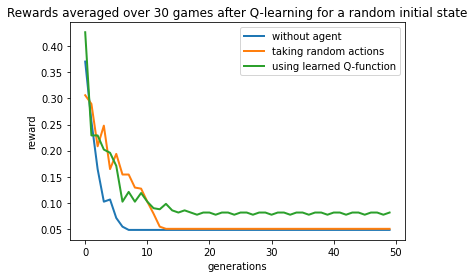 Rewards averaged over 30 games after Q-learning for a random initial state
without agent
taking random actions
using learned Q-function
reward
0.40
0.35
0.30
0.25
0.20
0.15
0.10
0.05
0 10 20 30 40 50
generations